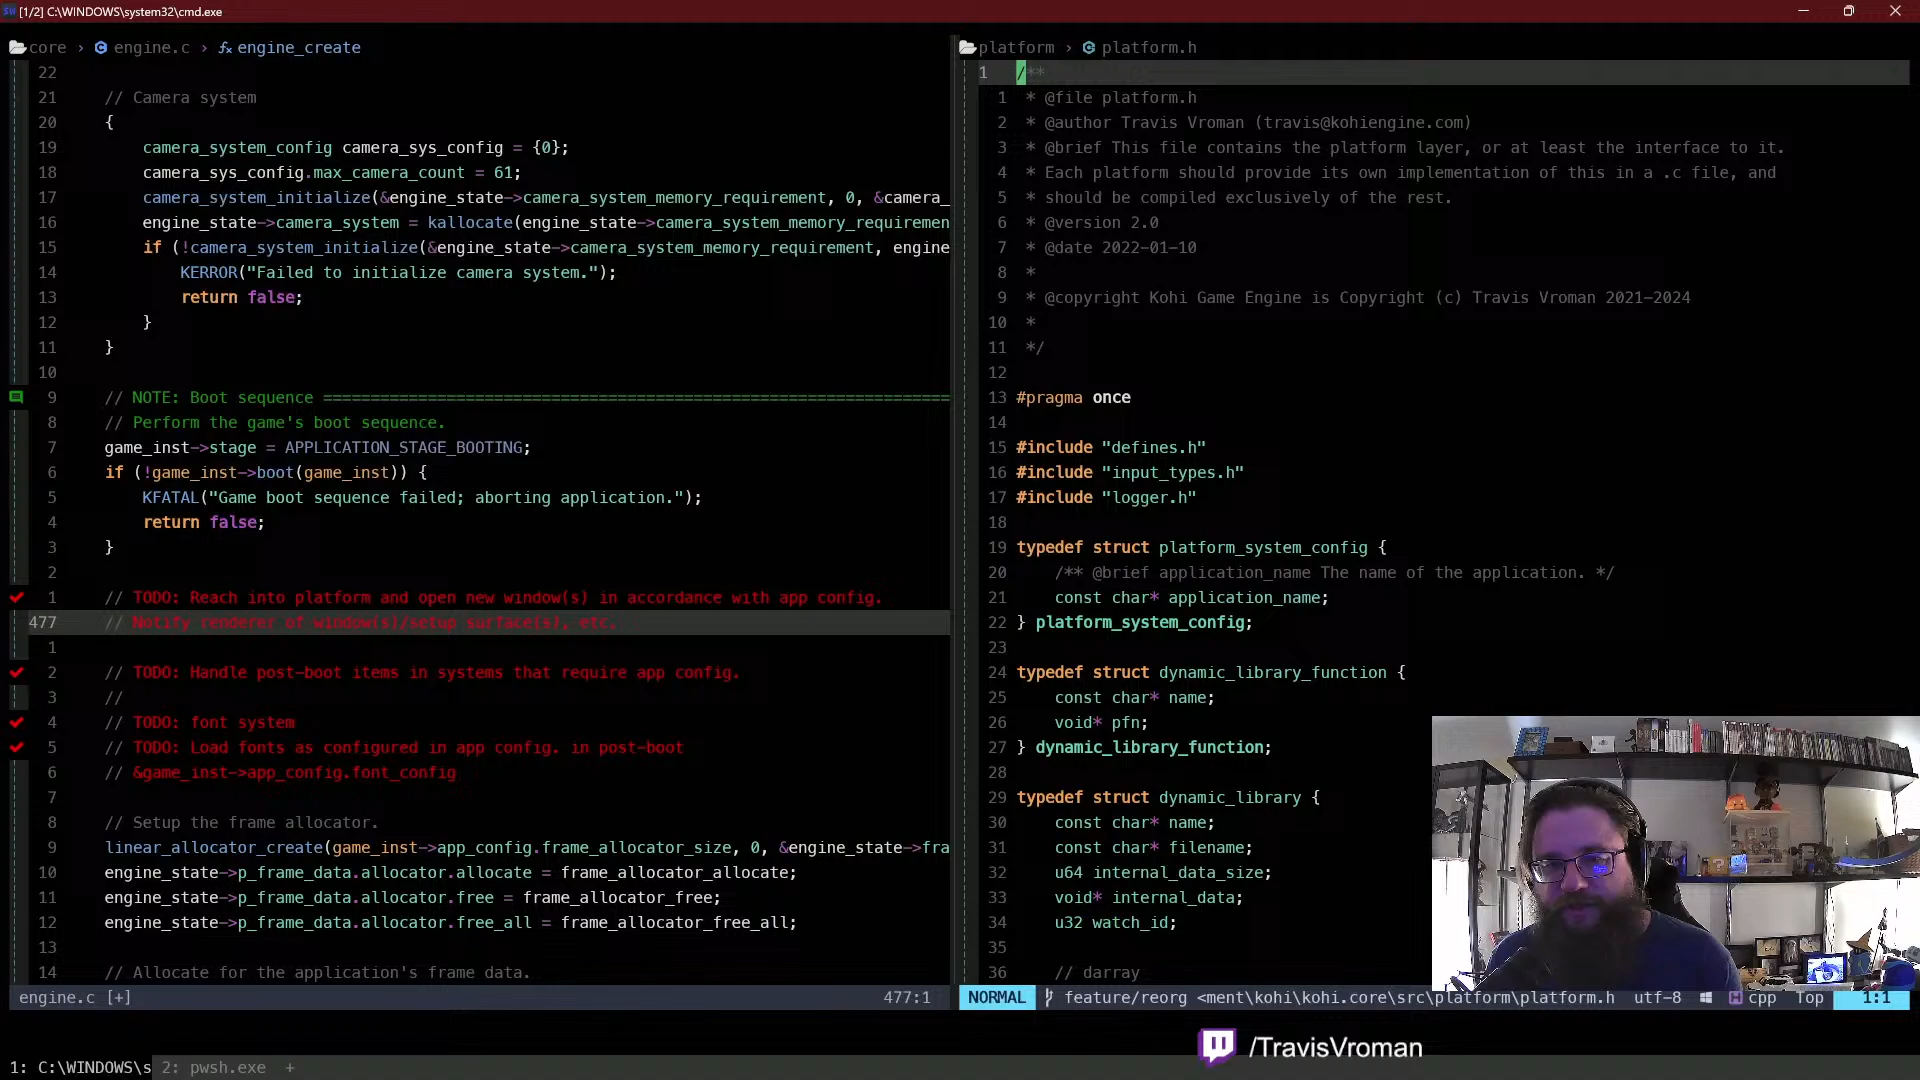 [1/2] C:\WINDOWS\system32\cmd.exe
core › engine.c › engine_create
22
21 // Camera system
20 {
19 camera_system_config camera_sys_config = {0};
18 camera_sys_config.max_camera_count = 61;
17 camera_system_initialize(&engine_state->camera_system_memory_requirement, 0, &camera_
16 engine_state->camera_system = kallocate(engine_state->camera_system_memory_requiremen
15 if (!camera_system_initialize(&engine_state->camera_system_memory_requirement, engine
14 KERROR("Failed to initialize camera system.");
13 return false;
12 }
11 }
10
9 // NOTE: Boot sequence ==================================================================
8 // Perform the game's boot sequence.
7 game_inst->stage = APPLICATION_STAGE_BOOTING;
6 if (!game_inst->boot(game_inst)) {
5 KFATAL("Game boot sequence failed; aborting application.");
4 return false;
3 }
2
1 // TODO: Reach into platform and open new window(s) in accordance with app config.
477 // Notify renderer of window(s)/setup surface(s), etc.
1
2 // TODO: Handle post-boot items in systems that require app config.
3 //
4 // TODO: font system
5 // TODO: Load fonts as configured in app config. in post-boot
6 // &game_inst->app_config.font_config
7
8 // Setup the frame allocator.
9 linear_allocator_create(game_inst->app_config.frame_allocator_size, 0, &engine_state->fra
10 engine_state->p_frame_data.allocator.allocate = frame_allocator_allocate;
11 engine_state->p_frame_data.allocator.free = frame_allocator_free;
12 engine_state->p_frame_data.allocator.free_all = frame_allocator_free_all;
13
14 // Allocate for the application's frame data.
engine.c [+] 477:1
platform › platform.h
1 /**
1 * @file platform.h
2 * @author Travis Vroman (travis@kohiengine.com)
3 * @brief This file contains the platform layer, or at least the interface to it.
4 * Each platform should provide its own implementation of this in a .c file, and
5 * should be compiled exclusively of the rest.
6 * @version 2.0
7 * @date 2022-01-10
8 *
9 * @copyright Kohi Game Engine is Copyright (c) Travis Vroman 2021-2024
10 *
11 */
12
13 #pragma once
14
15 #include "defines.h"
16 #include "input_types.h"
17 #include "logger.h"
18
19 typedef struct platform_system_config {
20 /** @brief application_name The name of the application. */
21 const char* application_name;
22 } platform_system_config;
23
24 typedef struct dynamic_library_function {
25 const char* name;
26 void* pfn;
27 } dynamic_library_function;
28
29 typedef struct dynamic_library {
30 const char* name;
31 const char* filename;
32 u64 internal_data_size;
33 void* internal_data;
34 u32 watch_id;
35
36 // darray
NORMAL feature/reorg <ment\kohi\kohi.core\src\platform\platform.h utf-8 cpp Top 1:1
/TravisVroman
1: C:\WINDOWS\s 2: pwsh.exe +